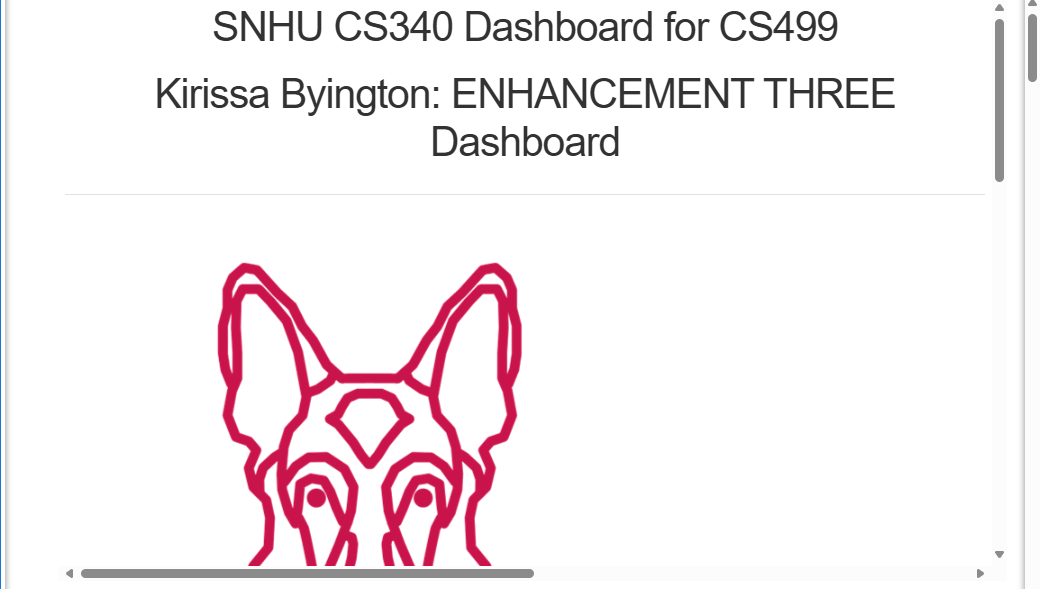 SNHU CS340 Dashboard for CS499
Kirissa Byington: ENHANCEMENT THREE
Dashboard